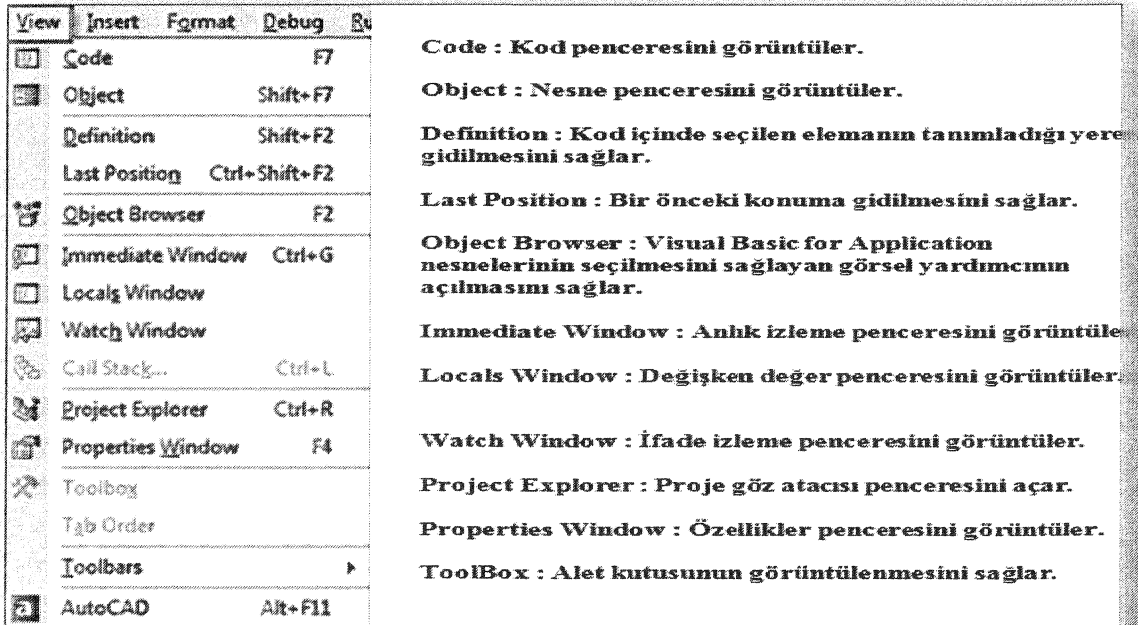 View Insert Format Debug Ru
Code F7
Object Shift+F7
Definition Shift+F2
Last Position Ctrl+Shift+F2
Object Browser F2
Immediate Window Ctrl+G
Locals Window
Watch Window
Call Stack... Ctrl+L
Project Explorer Ctrl+R
Properties Window F4
Toolbox
Tab Order
Toolbars
AutoCAD Alt+F11
Code : Kod penceresini görüntüler.
Object : Nesne penceresini görüntüler.
Definition : Kod içinde seçilen elemanın tanımladığı yere
gidilmesini sağlar.
Last Position : Bir önceki konuma gidilmesini sağlar.
Object Browser : Visual Basic for Application
nesnelerinin seçilmesini sağlayan görsel yardımcının
açılmasını sağlar.
Immediate Window : Anlık izleme penceresini görüntüle
Locals Window : Değişken değer penceresini görüntüler.
Watch Window : İfade izleme penceresini görüntüler.
Project Explorer : Proje göz atacısı penceresini açar.
Properties Window : Özellikler penceresini görüntüler.
ToolBox : Alet kutusunun görüntülenmesini sağlar.